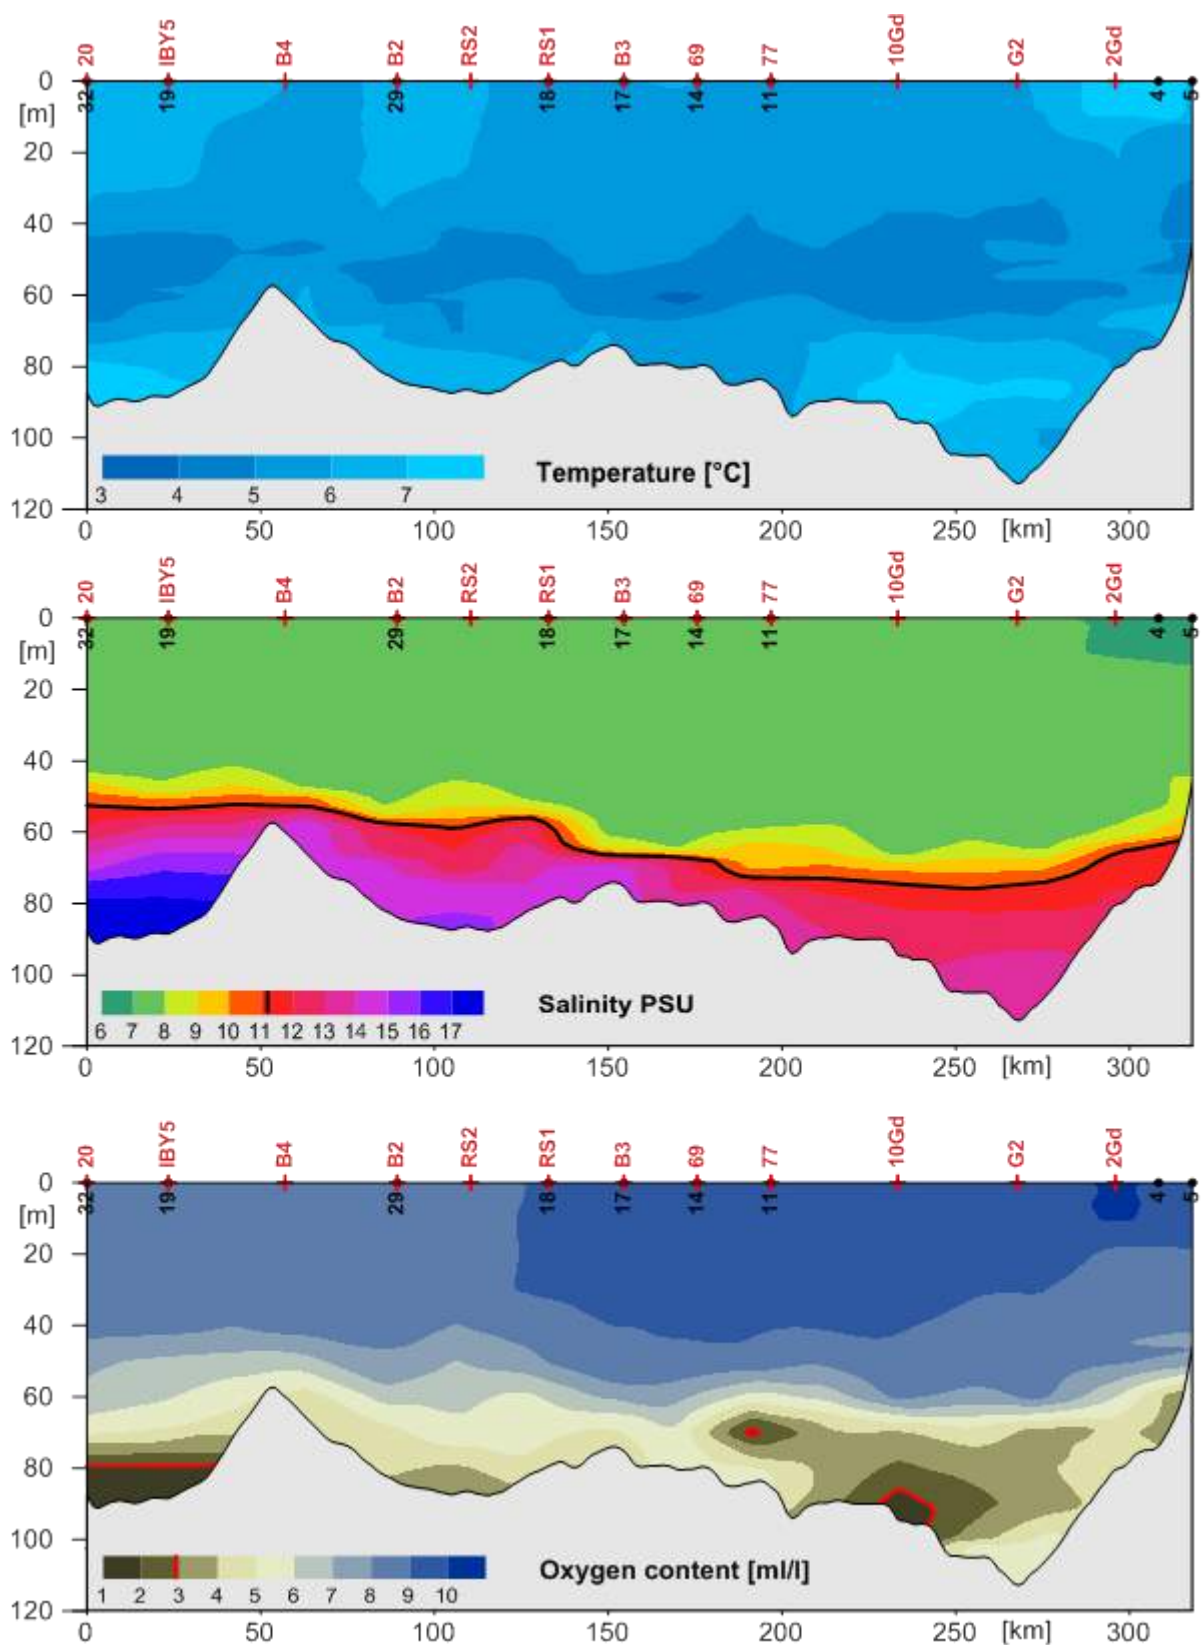 20 IBY5 B4 B2 RS2 RS1 B3 69 77 10Gd G2 2Gd
32 19 29 18 17 14 11 4 5
0
[m]
20
40
60
80
100
120
3 4 5 6 7
Temperature [°C]
0 50 100 150 200 250 [km] 300
20 IBY5 B4 B2 RS2 RS1 B3 69 77 10Gd G2 2Gd
32 19 29 18 17 14 11 4 5
0
[m]
20
40
60
80
100
120
6 7 8 9 10 11 12 13 14 15 16 17
Salinity PSU
0 50 100 150 200 250 [km] 300
20 IBY5 B4 B2 RS2 RS1 B3 69 77 10Gd G2 2Gd
32 19 29 18 17 14 11 4 5
0
[m]
20
40
60
80
100
120
1 2 3 4 5 6 7 8 9 10
Oxygen content [ml/l]
0 50 100 150 200 250 [km] 300